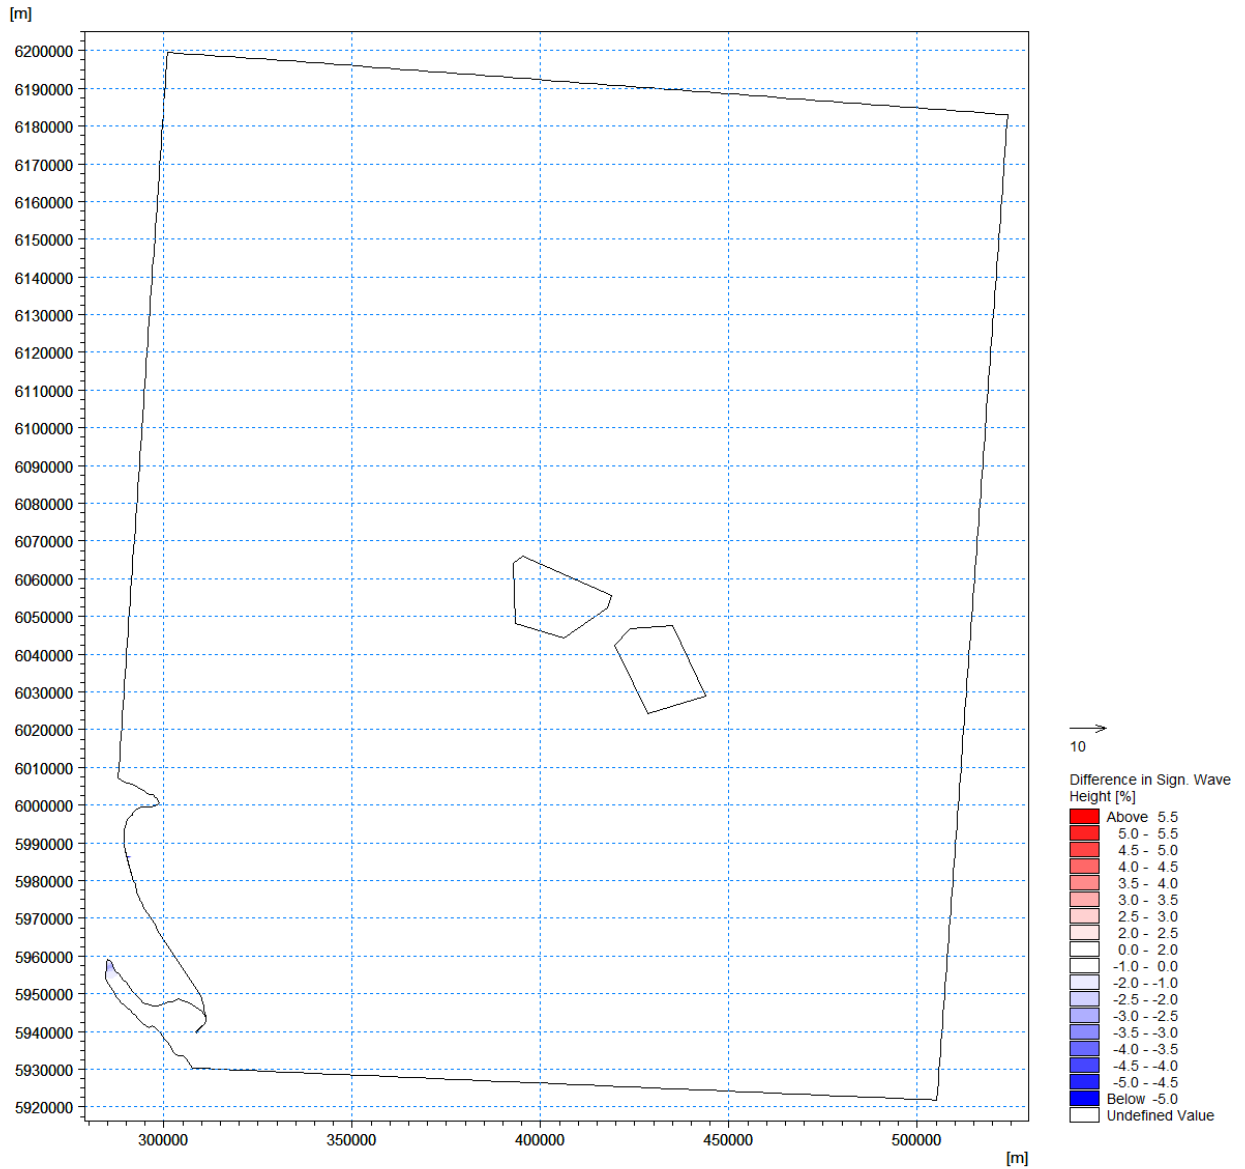 [m]
6200000
6190000
6180000
6170000
6160000
6150000
6140000
6130000
6120000
6110000
6100000
6090000
6080000
6070000
6060000
6050000
6040000
6030000
6020000
6010000
6000000
5990000
5980000
5970000
5960000
5950000
5940000
5930000
5920000
300000 350000 400000 450000 500000
[m]
10
Difference in Sign. Wave
Height [%]
Above 5.5
5.0 - 5.5
4.5 - 5.0
4.0 - 4.5
3.5 - 4.0
3.0 - 3.5
2.5 - 3.0
2.0 - 2.5
0.0 - 2.0
-1.0 - 0.0
-2.0 - -1.0
-2.5 - -2.0
-3.0 - -2.5
-3.5 - -3.0
-4.0 - -3.5
-4.5 - -4.0
-5.0 - -4.5
Below -5.0
Undefined Value